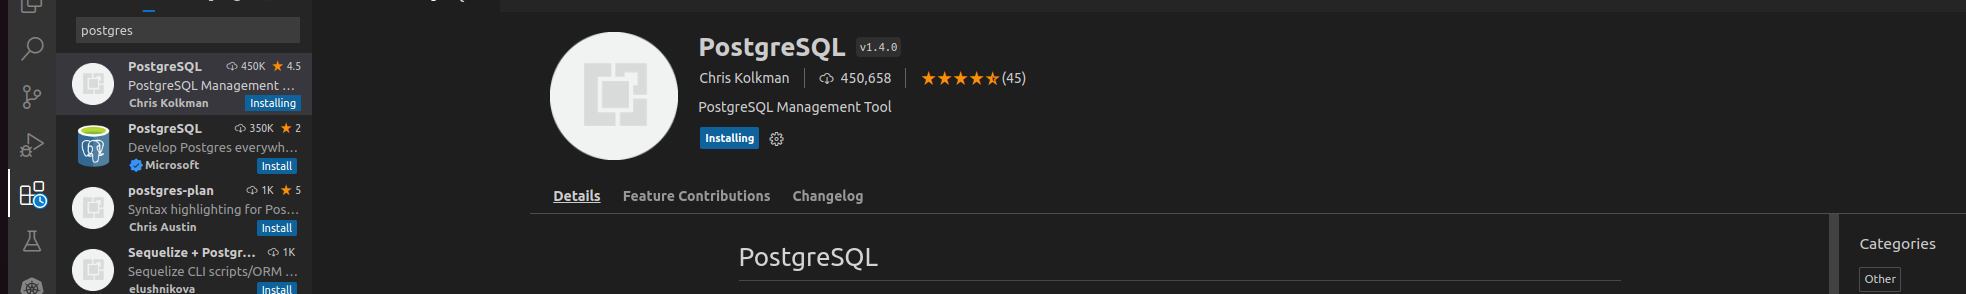 postgres
PostgreSQL 450K ★ 4.5
PostgreSQL Management ...
Chris Kolkman Installing
PostgreSQL 350K ★ 2
Develop Postgres everywh...
Microsoft Install
postgres-plan 1K ★ 5
Syntax highlighting for Pos...
Chris Austin Install
Sequelize + Postgr... 1K
Sequelize CLI scripts/ORM ...
elushnikova Install
PostgreSQL v1.4.0
Chris Kolkman 450,658 ★★★★★(45)
PostgreSQL Management Tool
Installing
Details Feature Contributions Changelog
PostgreSQL
Categories
Other